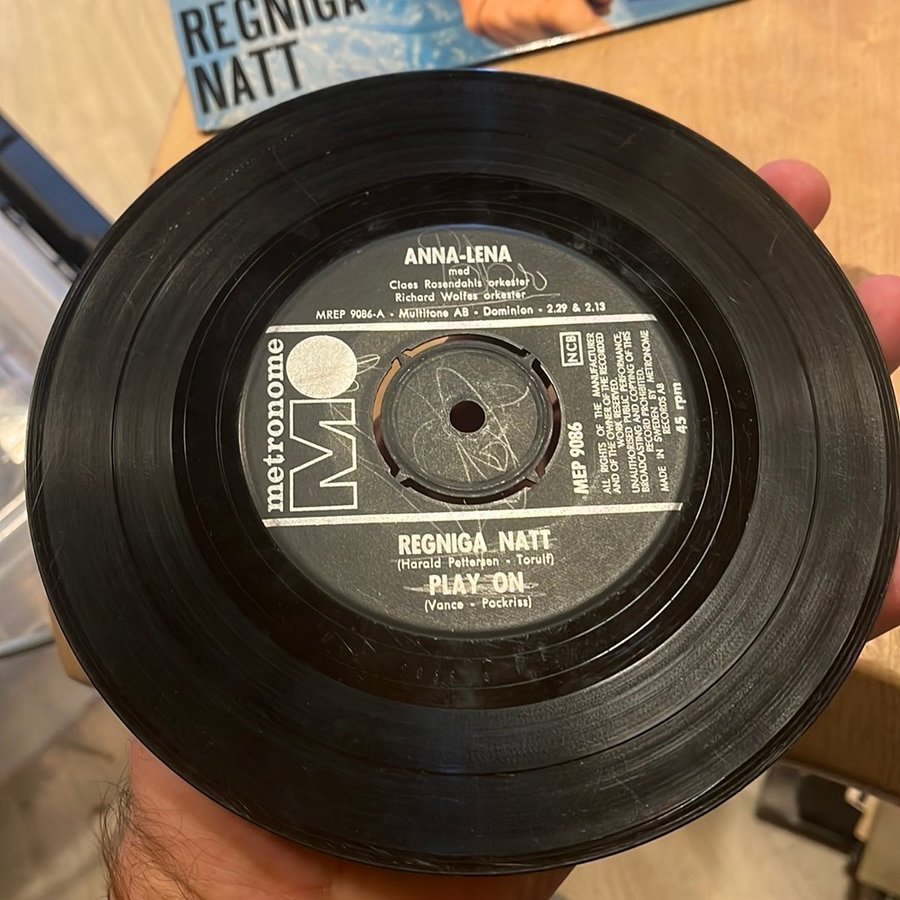 REGNIGA
NATT
ANNA-LENA
med
Claes Rosendahls orkester
Richard Wolfes orkester
MREP 9086-A • Multitone AB • Dominion • 2.29 & 2.13
metronome
M
NCB
MEP 9086
ALL RIGHTS OF THE MANUFACTURER
AND OF THE OWNER OF THE RECORDED
WORK RESERVED.
UNAUTHORISED PUBLIC PERFORMANCE,
BROADCASTING AND COPYING OF THIS
RECORD PROHIBITED.
MADE IN SWEDEN BY METRONOME
RECORDS AB
45 rpm
REGNIGA NATT
(Harald Pettersen - Torulf)
PLAY ON
(Vance - Pockriss)